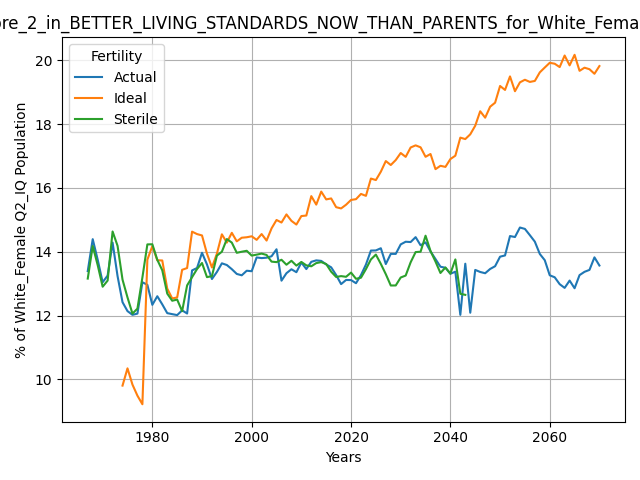 re_2_in_BETTER_LIVING_STANDARDS_NOW_THAN_PARENTS_for_White_Fema
Fertility
Actual
Ideal
Sterile
% of White_Female Q2_IQ Population
20
18
16
14
12
10
1980
2000
2020
2040
2060
Years